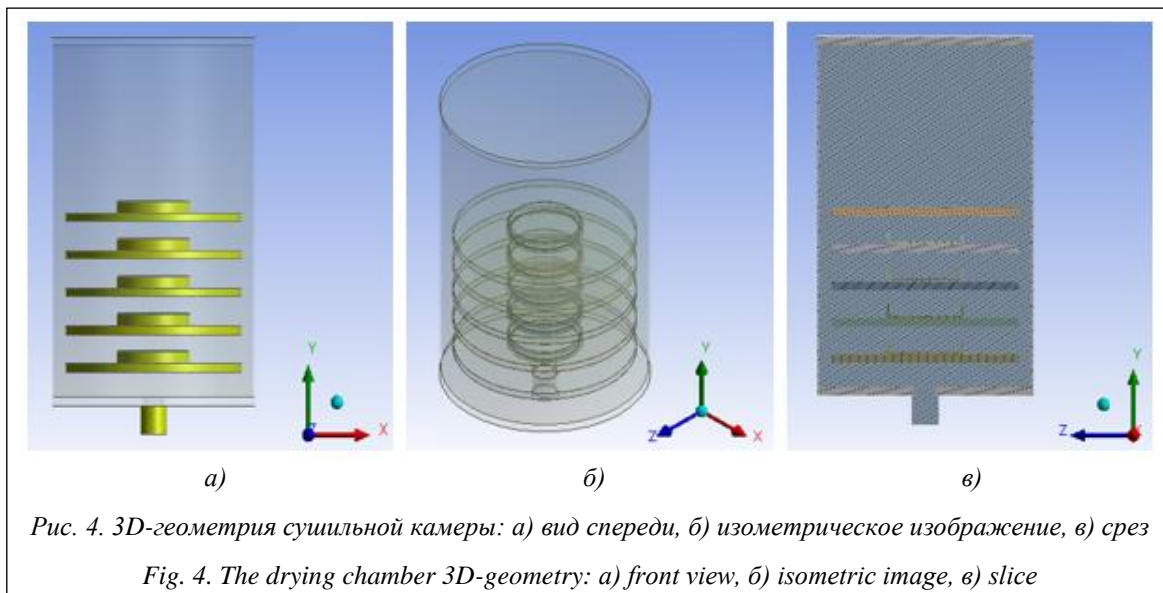 Y
Z
X
Y
Z
X
Y
Z
X
а)
б)
в)
Рис. 4. 3D-геометрия сушильной камеры: а) вид спереди, б) изометрическое изображение, в) срез
Fig. 4. The drying chamber 3D-geometry: а) front view, б) isometric image, в) slice